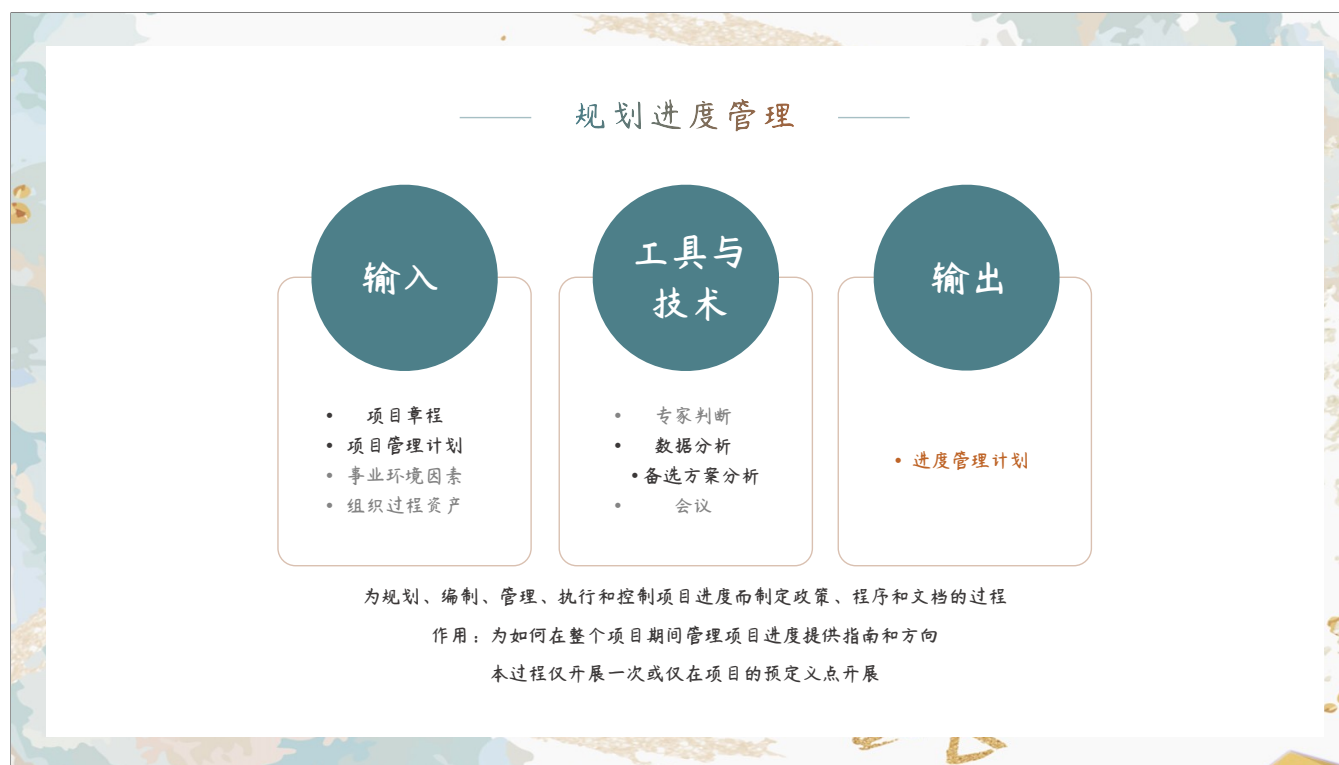 规划进度管理
输入
• 项目章程
• 项目管理计划
• 事业环境因素
• 组织过程资产
工具与
技术
• 专家判断
• 数据分析
• 备选方案分析
• 会议
输出
• 进度管理计划
为规划、编制、管理、执行和控制项目进度而制定政策、程序和文档的过程
作用：为如何在整个项目期间管理项目进度提供指南和方向
本过程仅开展一次或仅在项目的预定义点开展